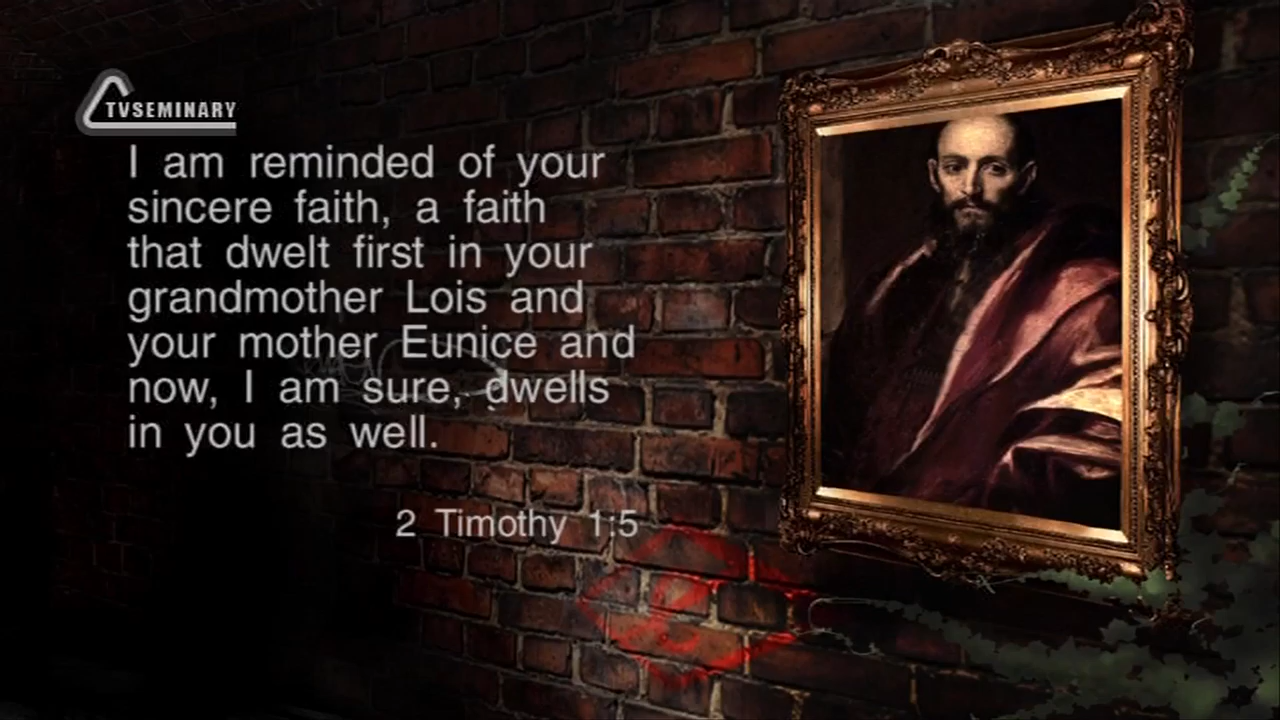 TVSEMINARY
I am reminded of your
sincere faith, a faith
that dwelt first in your
grandmother Lois and
your mother Eunice and
now, I am sure, dwells
in you as well.
2 Timothy 1:5